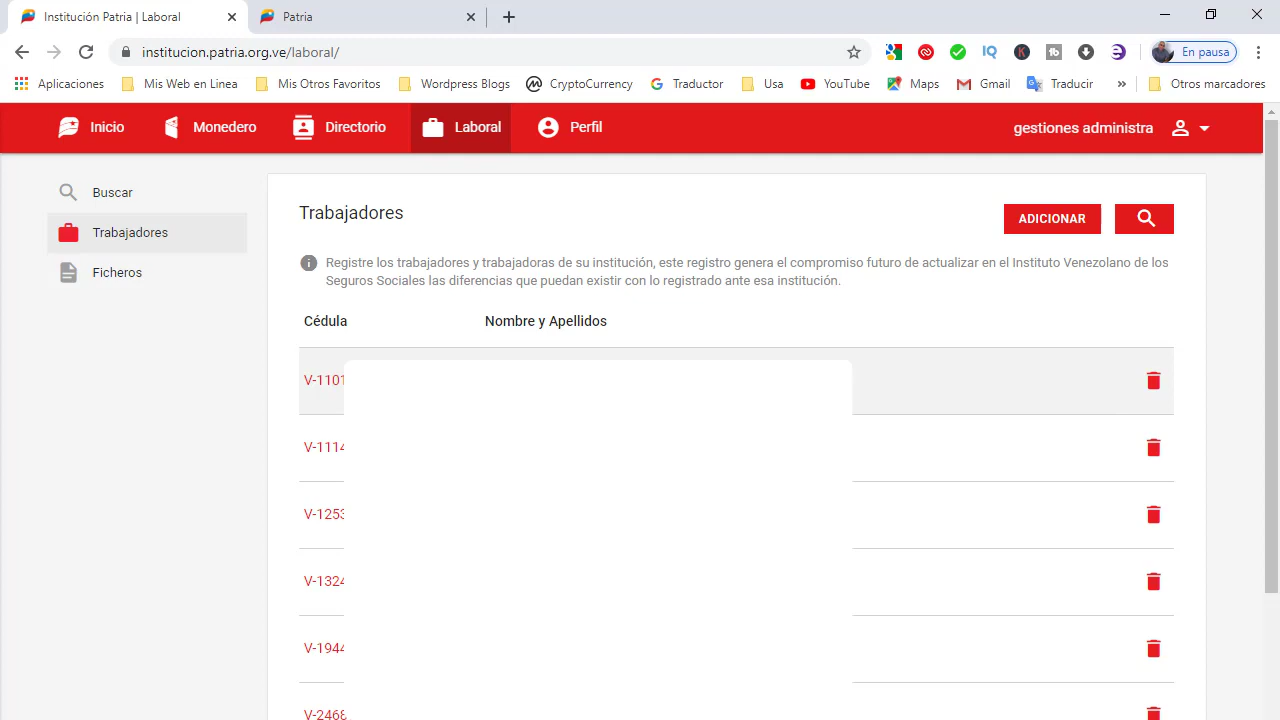 Institución Patria | Laboral
Patria
institucion.patria.org.ve/laboral/
En pausa
Aplicaciones
Mis Web en Linea
Mis Otros Favoritos
Wordpress Blogs
CryptoCurrency
Traductor
Usa
YouTube
Maps
Gmail
Traducir
»
Otros marcadores
Inicio
Monedero
Directorio
Laboral
Perfil
gestiones administra
Buscar
Trabajadores
Ficheros
Trabajadores
ADICIONAR
Registre los trabajadores y trabajadoras de su institución, este registro genera el compromiso futuro de actualizar en el Instituto Venezolano de los
Seguros Sociales las diferencias que puedan existir con lo registrado ante esa institución.
Cédula
Nombre y Apellidos
V-1101
V-1114
V-1253
V-1324
V-1944
V-2468